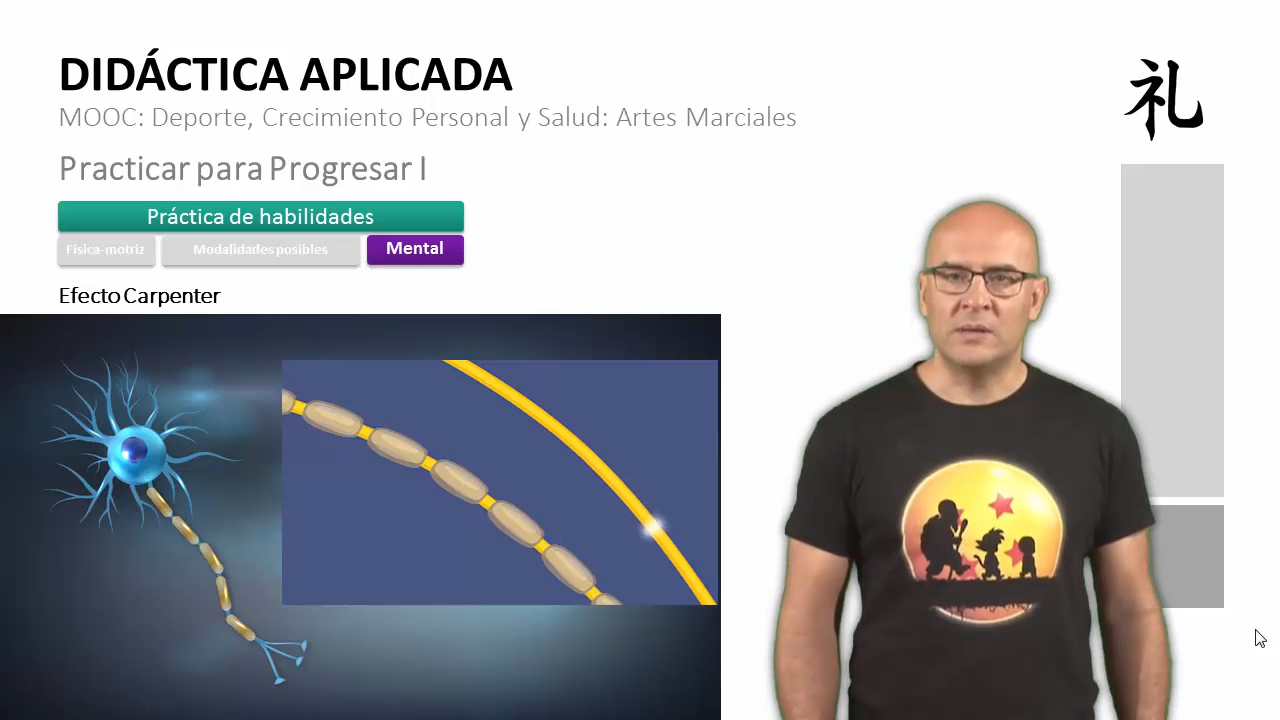 DIDÁCTICA APLICADA
礼
MOOC: Deporte, Crecimiento Personal y Salud: Artes Marciales
Practicar para Progresar I
Práctica de habilidades
Física-motriz Modalidades posibles Mental
Efecto Carpenter